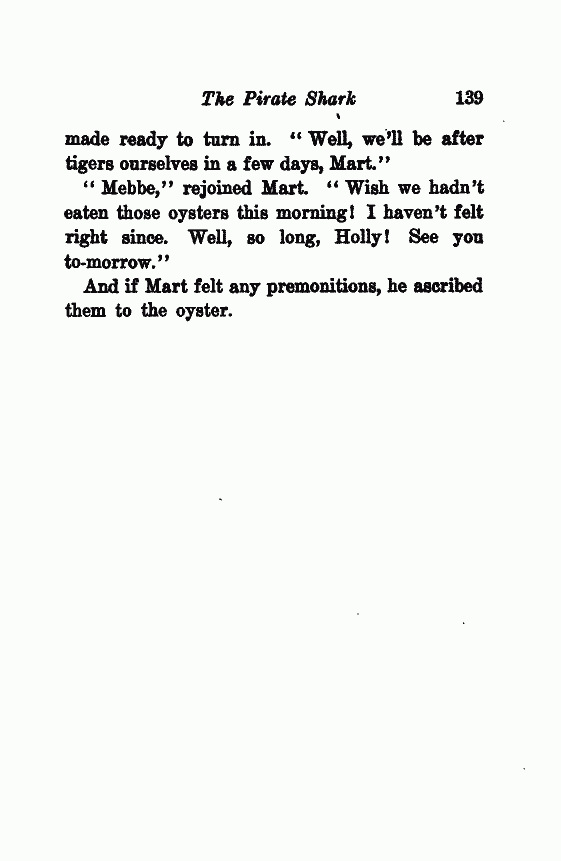 The Pirate Shark 139
made ready to turn in. "Well, we'll be after
tigers ourselves in a few days, Mart."
"Mebbe," rejoined Mart. "Wish we hadn't
eaten those oysters this morning! I haven't felt
right since. Well, so long, Holly! See you
to-morrow."
And if Mart felt any premonitions, he ascribed
them to the oyster.